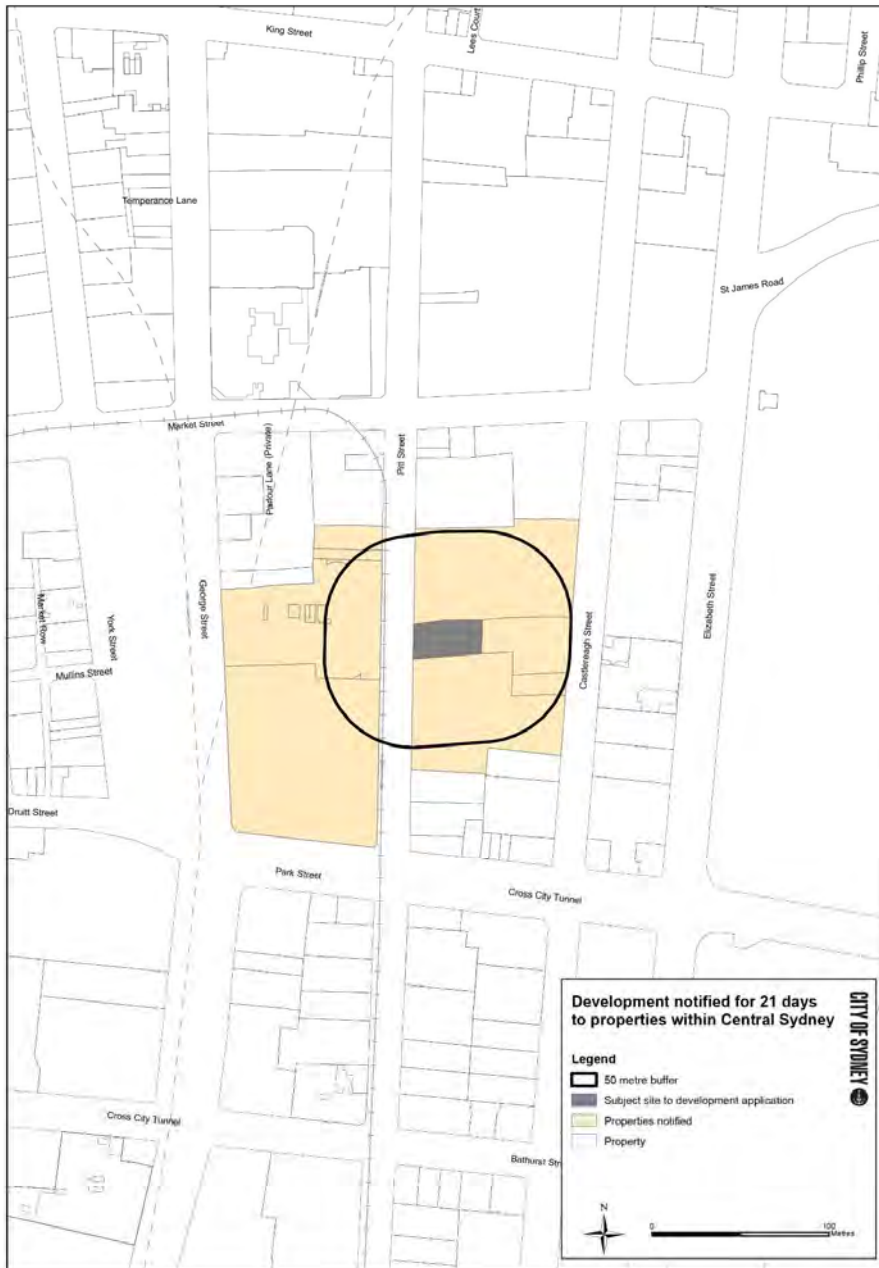 King Street
Lees Court
Phillip Street
Temperance Lane
St James Road
Market Street
Parlour Lane (Private)
Pitt Street
George Street
Castlereagh Street
Elizabeth Street
Market Row
York Street
Mullins Street
Druitt Street
Park Street
Cross City Tunnel
Cross City Tunnel
Bathurst Stre
Development notified for 21 days
to properties within Central Sydney
CITY OF SYDNEY
Legend
50 metre buffer
Subject site to development application
Properties notified
Property
N
0 100
Metres